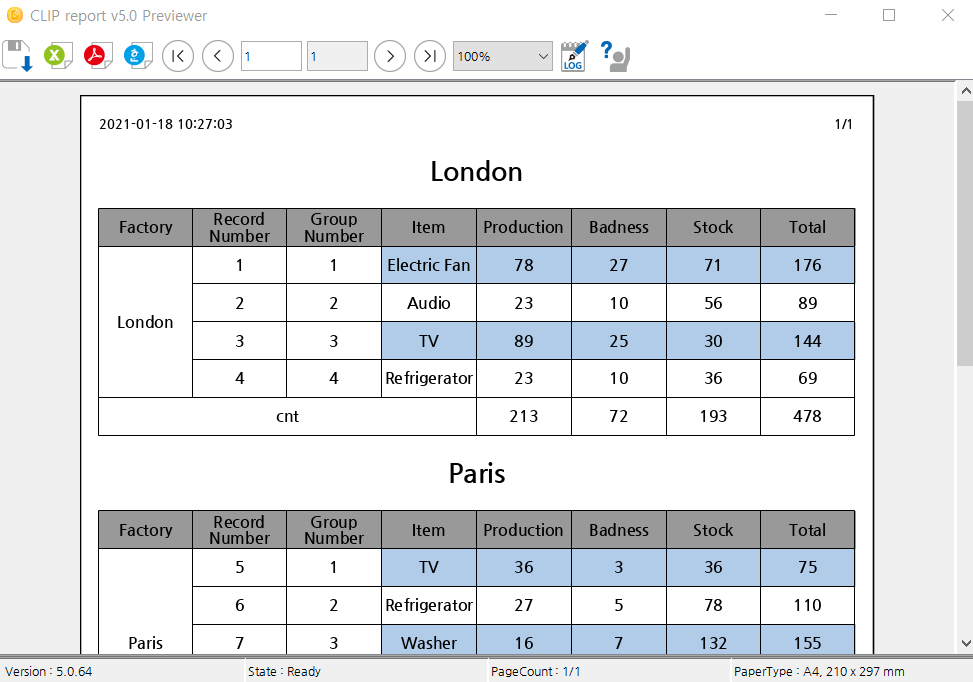 CLIP report v5.0 Previewer
1 1 100% LOG
2021-01-18 10:27:03 1/1
London
Factory Record Number Group Number Item Production Badness Stock Total
London
1 1 Electric Fan 78 27 71 176
2 2 Audio 23 10 56 89
3 3 TV 89 25 30 144
4 4 Refrigerator 23 10 36 69
cnt 213 72 193 478
Paris
Factory Record Number Group Number Item Production Badness Stock Total
5 1 TV 36 3 36 75
6 2 Refrigerator 27 5 78 110
Paris 7 3 Washer 16 7 132 155
Version : 5.0.64 State : Ready PageCount : 1/1 PaperType : A4, 210 x 297 mm